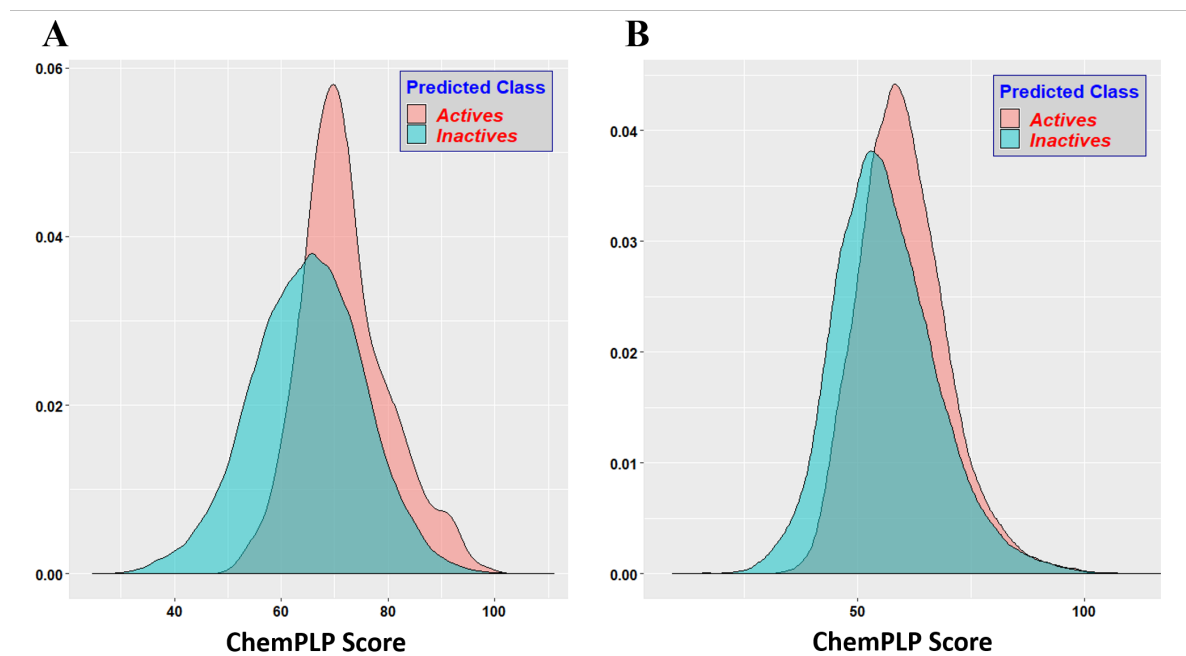 A
0.06
0.04
0.02
0.00
40 60 80 100
ChemPLP Score
Predicted Class
Actives
Inactives
B
0.04
0.03
0.02
0.01
0.00
50 100
ChemPLP Score
Predicted Class
Actives
Inactives